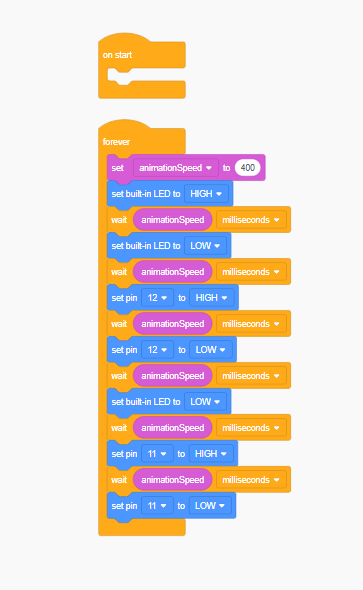 on start
forever
set animationSpeed to 400
set built-in LED to HIGH
wait animationSpeed milliseconds
set built-in LED to LOW
wait animationSpeed milliseconds
set pin 12 to HIGH
wait animationSpeed milliseconds
set pin 12 to LOW
wait animationSpeed milliseconds
set built-in LED to LOW
wait animationSpeed milliseconds
set pin 11 to HIGH
wait animationSpeed milliseconds
set pin 11 to LOW